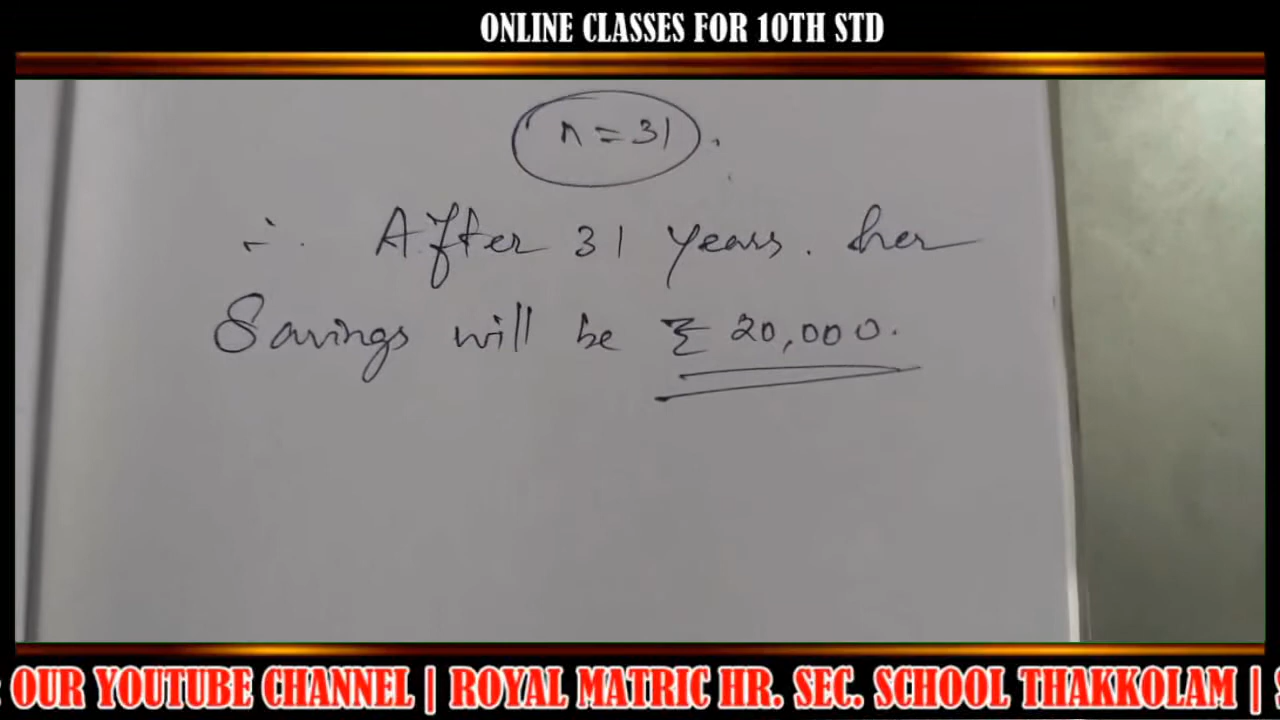 ONLINE CLASSES FOR 10TH STD
n = 31.
∴ After 31 years. her
Savings will be ₹ 20,000.
OUR YOUTUBE CHANNEL | ROYAL MATRIC HR. SEC. SCHOOL THAKKOLAM |